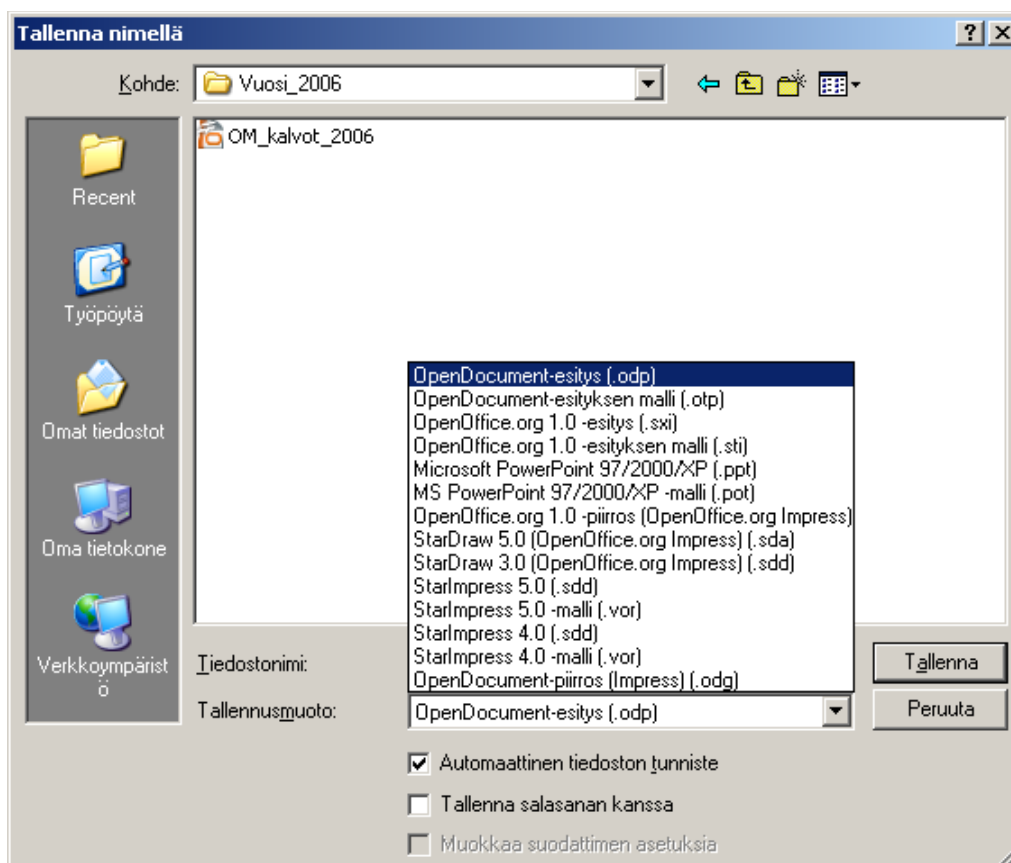 Tallenna nimellä
Kohde:
Vuosi_2006
Recent
Työpöytä
Omat tiedostot
Oma tietokone
Verkkoympärist
ö
OM_kalvot_2006
OpenDocument-esitys (.odp)
OpenDocument-esityksen malli (.otp)
OpenOffice.org 1.0 -esitys (.sxi)
OpenOffice.org 1.0 -esityksen malli (.sti)
Microsoft PowerPoint 97/2000/XP (.ppt)
MS PowerPoint 97/2000/XP -malli (.pot)
OpenOffice.org 1.0 -piirros (OpenOffice.org Impress)
StarDraw 5.0 (OpenOffice.org Impress) (.sda)
StarDraw 3.0 (OpenOffice.org Impress) (.sdd)
StarImpress 5.0 (.sdd)
StarImpress 5.0 -malli (.vor)
StarImpress 4.0 (.sdd)
StarImpress 4.0 -malli (.vor)
OpenDocument-piirros (Impress) (.odg)
Tiedostonimi:
Tallenna
Tallennusmuoto:
OpenDocument-esitys (.odp)
Peruuta
Automaattinen tiedoston tunniste
Tallenna salasanan kanssa
Muokkaa suodattimen asetuksia